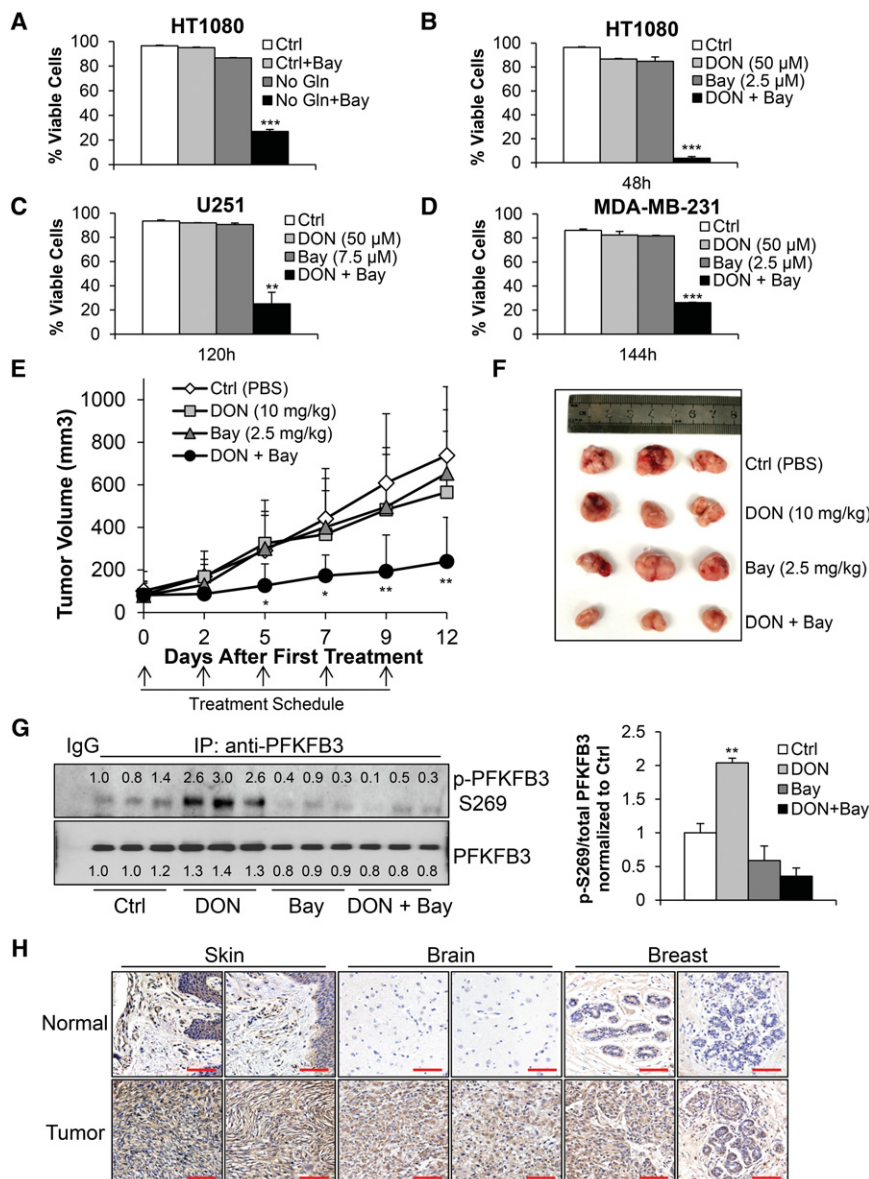 A
HT1080
% Viable Cells
100
80
60
40
20
0
***
Ctrl
Ctrl+Bay
No Gln
No Gln+Bay
B
HT1080
% Viable Cells
100
80
60
40
20
0
***
48h
Ctrl
DON (50 µM)
Bay (2.5 µM)
DON + Bay
C
U251
% Viable Cells
100
80
60
40
20
0
**
120h
Ctrl
DON (50 µM)
Bay (7.5 µM)
DON + Bay
D
MDA-MB-231
% Viable Cells
100
80
60
40
20
0
***
144h
Ctrl
DON (50 µM)
Bay (2.5 µM)
DON + Bay
E
Ctrl (PBS)
DON (10 mg/kg)
Bay (2.5 mg/kg)
DON + Bay
Tumor Volume (mm3)
1000
800
600
400
200
0
* * ** **
0 2 5 7 9 12
Days After First Treatment
Treatment Schedule
F
Ctrl (PBS)
DON (10 mg/kg)
Bay (2.5 mg/kg)
DON + Bay
G
IgG IP: anti-PFKFB3
1.0 0.8 1.4 2.6 3.0 2.6 0.4 0.9 0.3 0.1 0.5 0.3
p-PFKFB3
S269
PFKFB3
1.0 1.0 1.2 1.3 1.4 1.3 0.8 0.9 0.9 0.8 0.8 0.8
Ctrl DON Bay DON + Bay
p-S269/total PFKFB3
normalized to Ctrl
2.5
2
1.5
1
0.5
0
**
Ctrl
DON
Bay
DON+Bay
H
Skin Brain Breast
Normal
Tumor